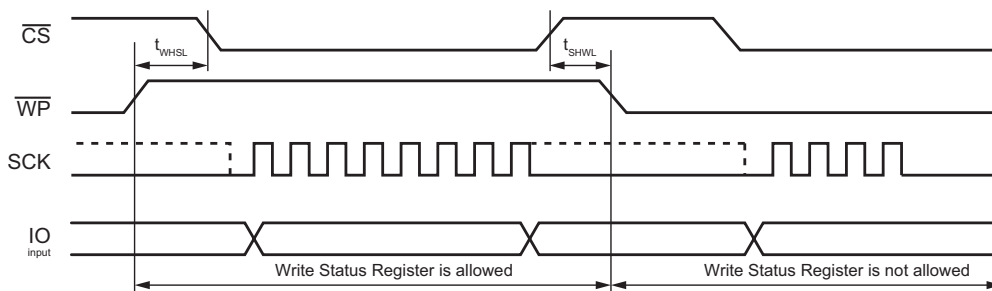 CS
tWHSL
tSHWL
WP
SCK
IO
input
Write Status Register is allowed
Write Status Register is not allowed